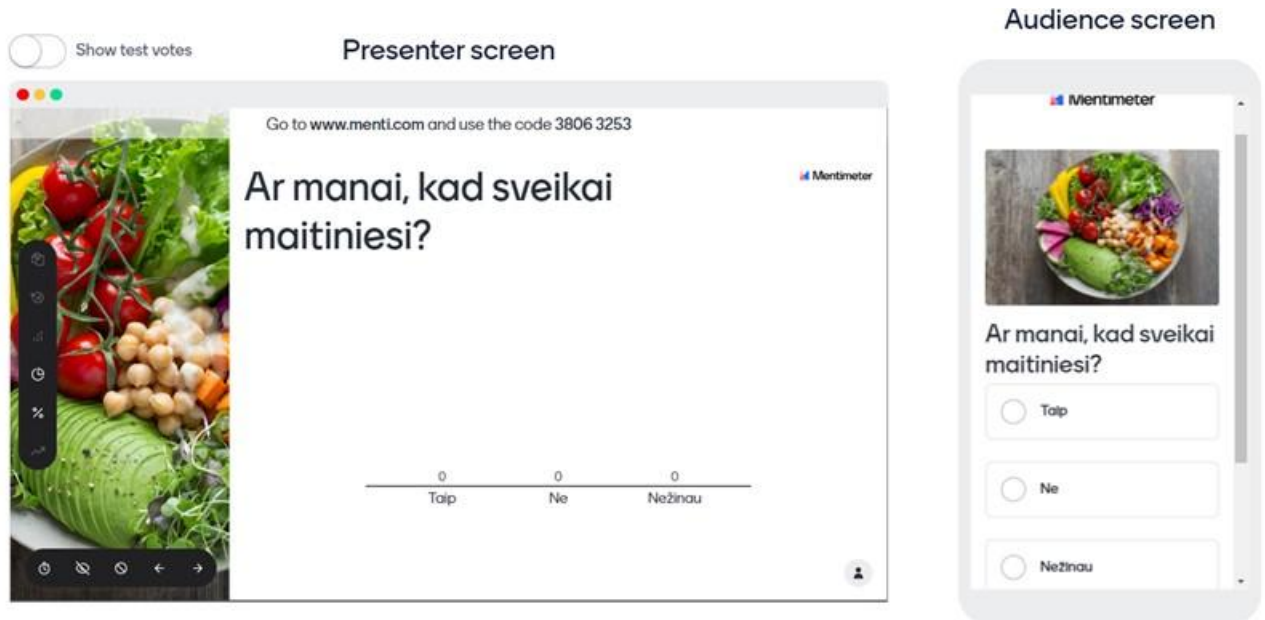 Show test votes
Presenter screen
Audience screen
Go to www.menti.com and use the code 3806 3253
Ar manai, kad sveikai
maitiniesi?
Mentimeter
0 0 0
Taip Ne Nežinau
Mentimeter
Ar manai, kad sveikai
maitiniesi?
Taip
Ne
Nežinau